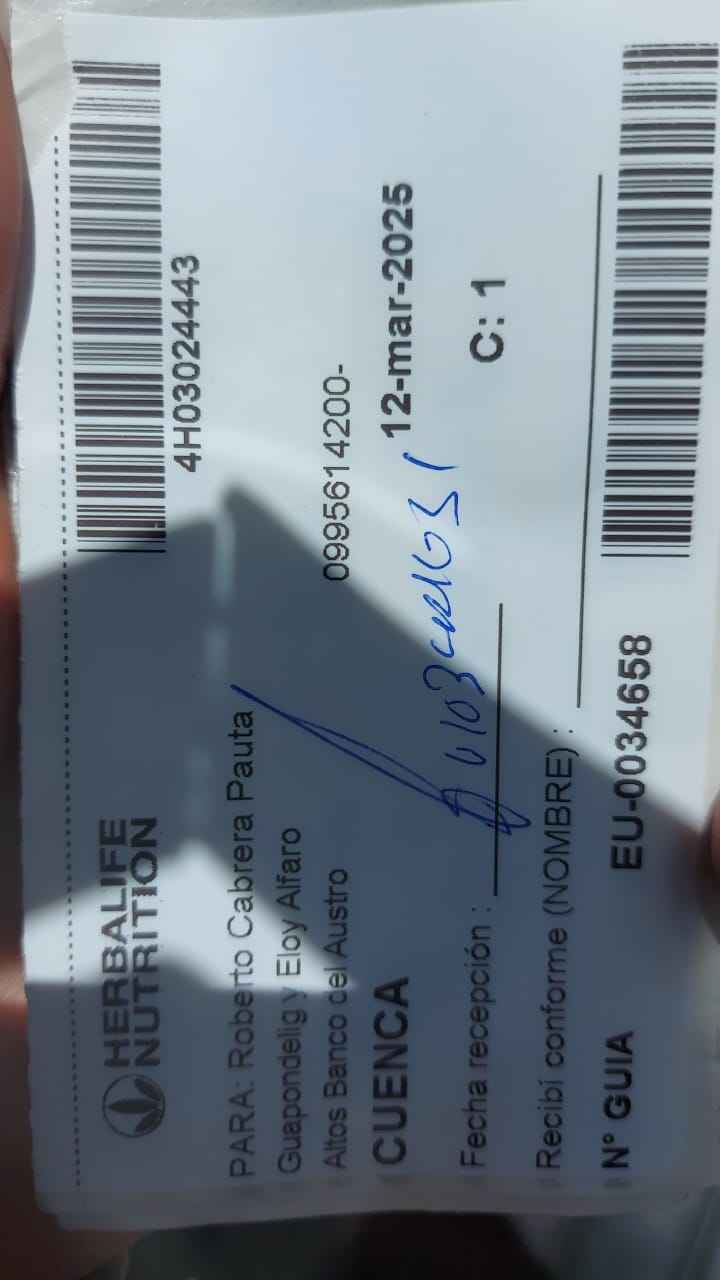 HERBALIFE
NUTRITION
4H03024443
PARA: Roberto Cabrera Pauta
Guapondelig y Eloy Alfaro
Altos Banco del Austro
0995614200-
CUENCA
12-mar-2025
Fecha recepción :
C: 1
Recibí conforme (NOMBRE) :
N° GUIA EU-0034658